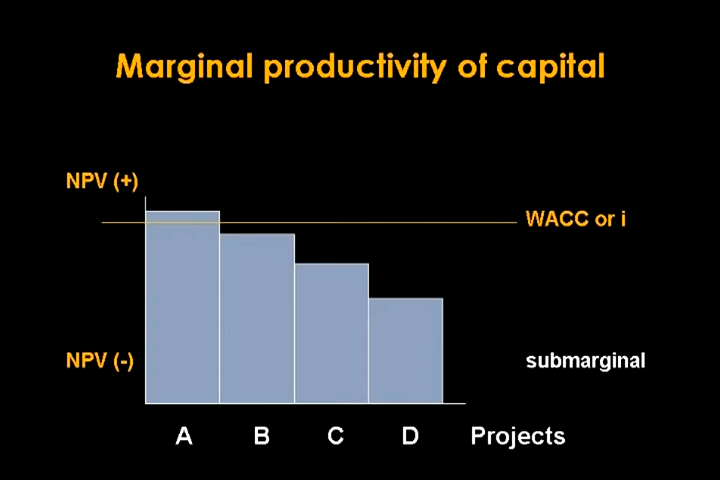 Marginal productivity of capital
NPV (+)
WACC or i
NPV (-)
submarginal
A B C D Projects